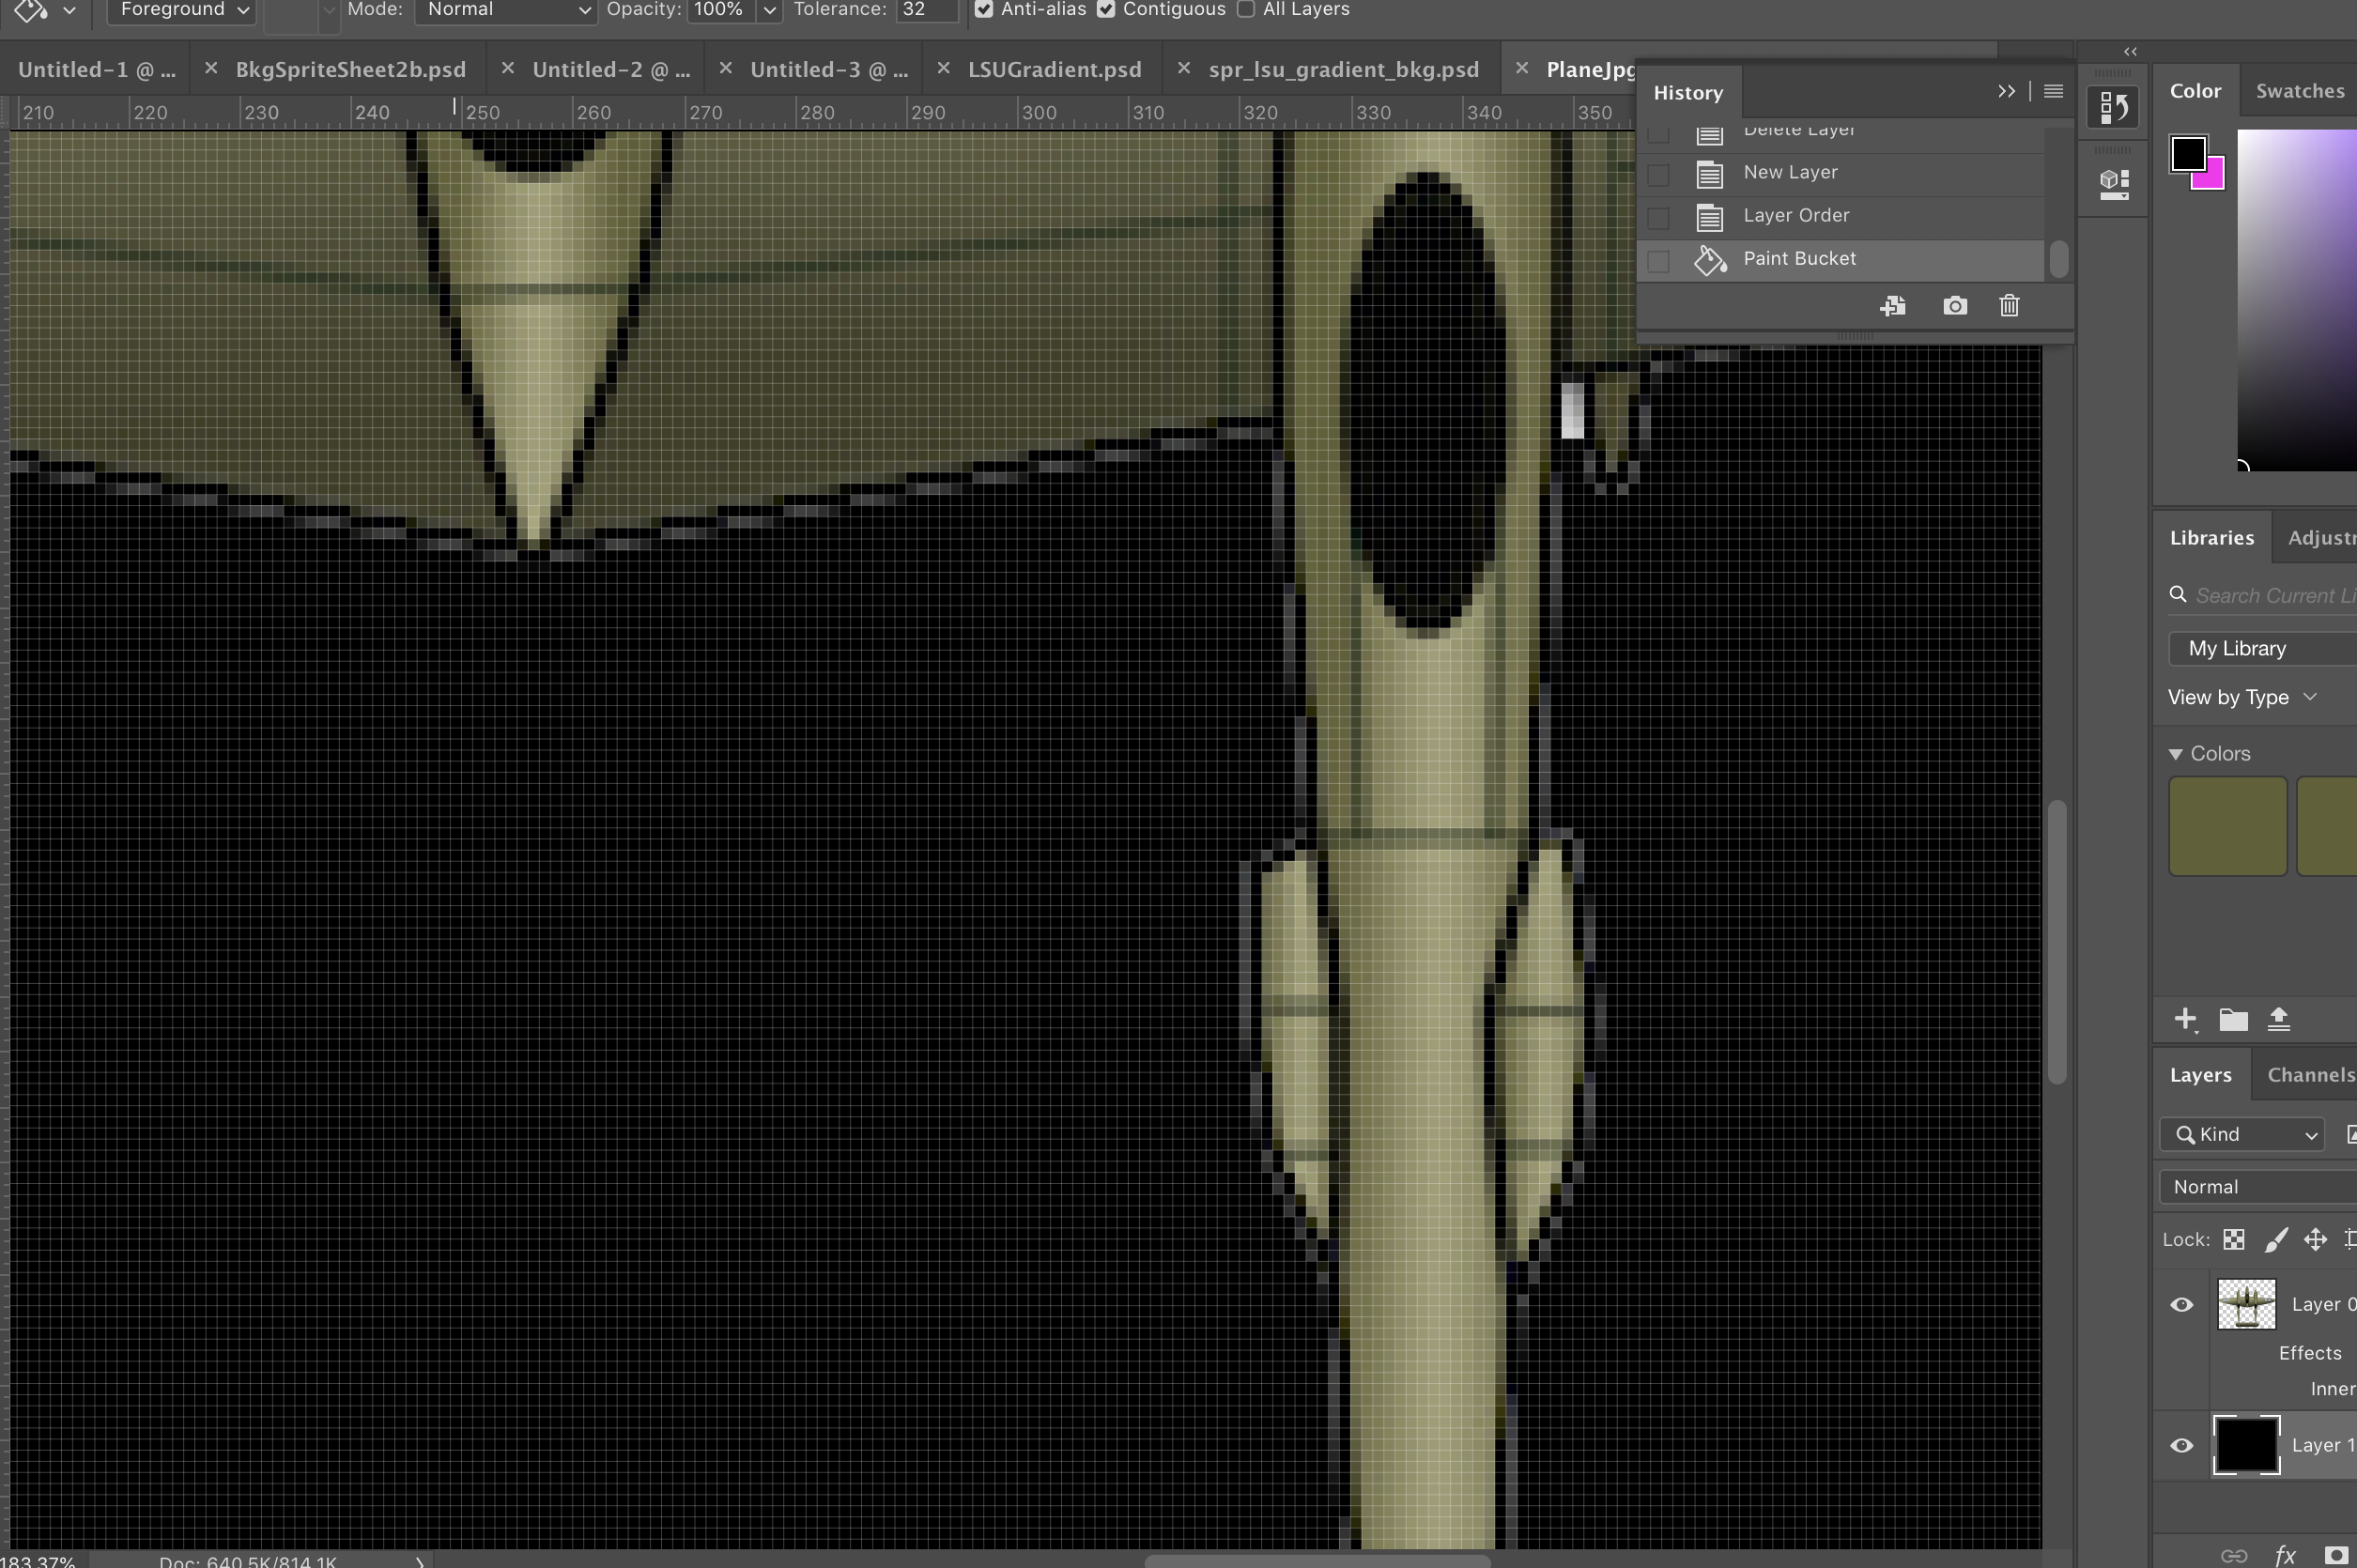 Foreground Mode: Normal Opacity: 100% Tolerance: 32 Anti-alias Contiguous All Layers
Untitled-1 @ ... × BkgSpriteSheet2b.psd × Untitled-2 @ ... × Untitled-3 @ ... × LSUGradient.psd × spr_lsu_gradient_bkg.psd × PlaneJpg
210 220 230 240 250 260 270 280 290 300 310 320 330 340 350
History
Delete Layer
New Layer
Layer Order
Paint Bucket
Color Swatches
Libraries Adjustr
Search Current Li
My Library
View by Type
Colors
Layers Channels
Kind
Normal
Lock:
Layer 0
Effects
Inner
Layer 1
fx
183.37% Doc: 640.5K/814.1K